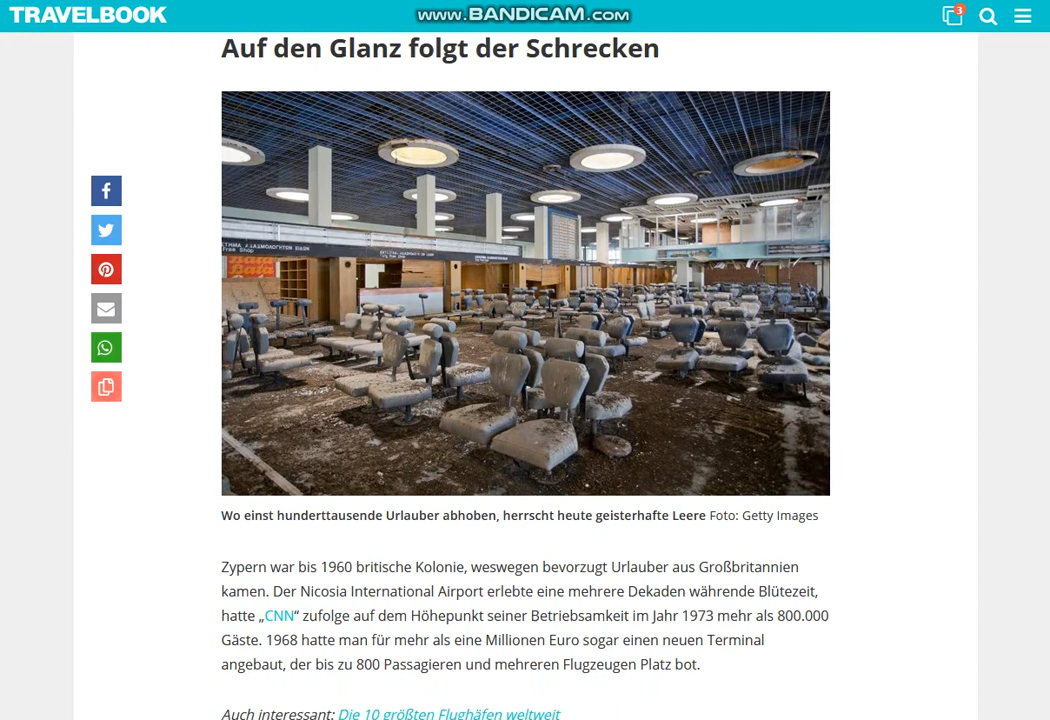 TRAVELBOOK
www.BANDICAM.com
3
Auf den Glanz folgt der Schrecken
Wo einst hunderttausende Urlauber abhoben, herrscht heute geisterhafte Leere Foto: Getty Images
Zypern war bis 1960 britische Kolonie, weswegen bevorzugt Urlauber aus Großbritannien
kamen. Der Nicosia International Airport erlebte eine mehrere Dekaden währende Blütezeit,
hatte „CNN“ zufolge auf dem Höhepunkt seiner Betriebsamkeit im Jahr 1973 mehr als 800.000
Gäste. 1968 hatte man für mehr als eine Millionen Euro sogar einen neuen Terminal
angebaut, der bis zu 800 Passagieren und mehreren Flugzeugen Platz bot.
Auch interessant: Die 10 größten Flughäfen weltweit